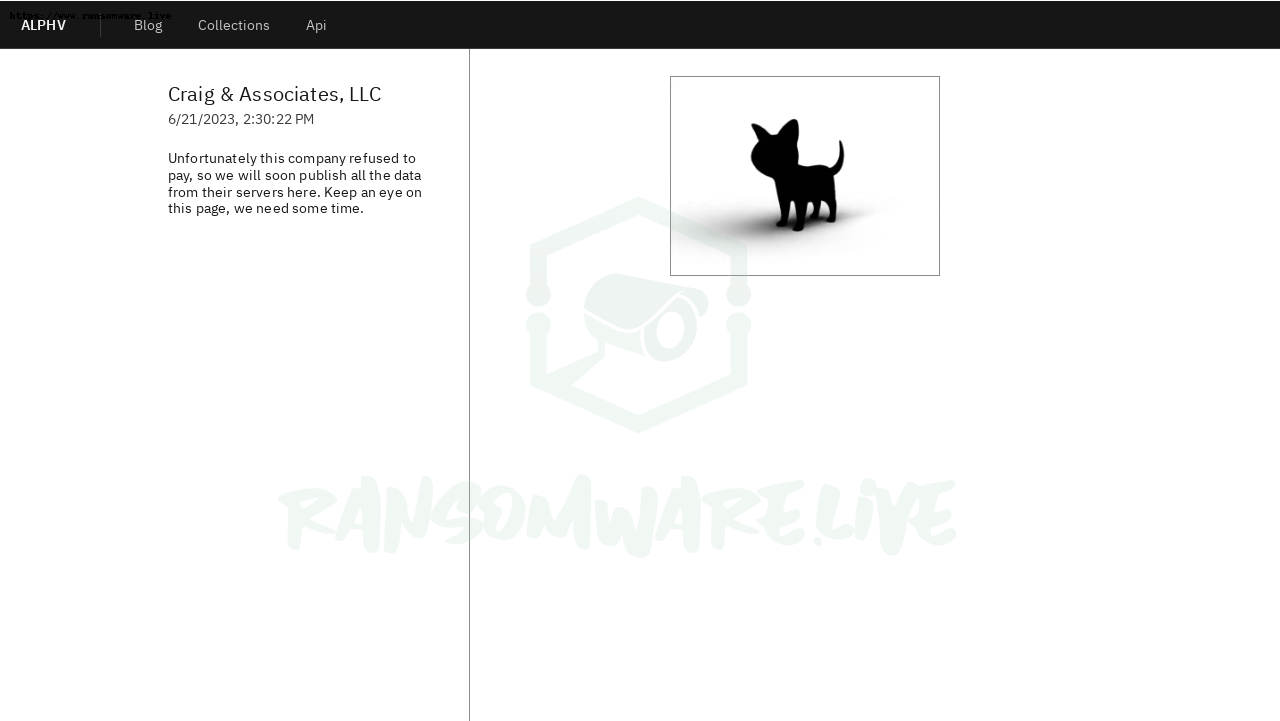 https://www.ransomware.live
ALPHV
Blog
Collections
Api
Craig & Associates, LLC
6/21/2023, 2:30:22 PM
Unfortunately this company refused to
pay, so we will soon publish all the data
from their servers here. Keep an eye on
this page, we need some time.
RANSOMWARE.LIVE